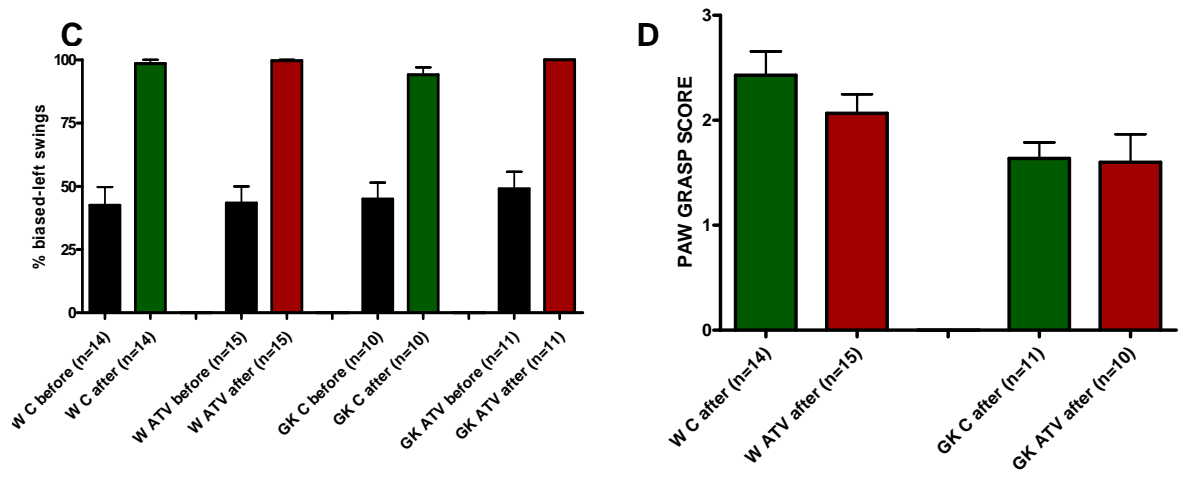 C
% biased-left swings
100
75
50
25
0
W C before (n=14)
W C after (n=14)
W ATV before (n=15)
W ATV after (n=15)
GK C before (n=10)
GK C after (n=10)
GK ATV before (n=11)
GK ATV after (n=11)
D
PAW GRASP SCORE
3
2
1
0
W C after (n=14)
W ATV after (n=15)
GK C after (n=11)
GK ATV after (n=10)